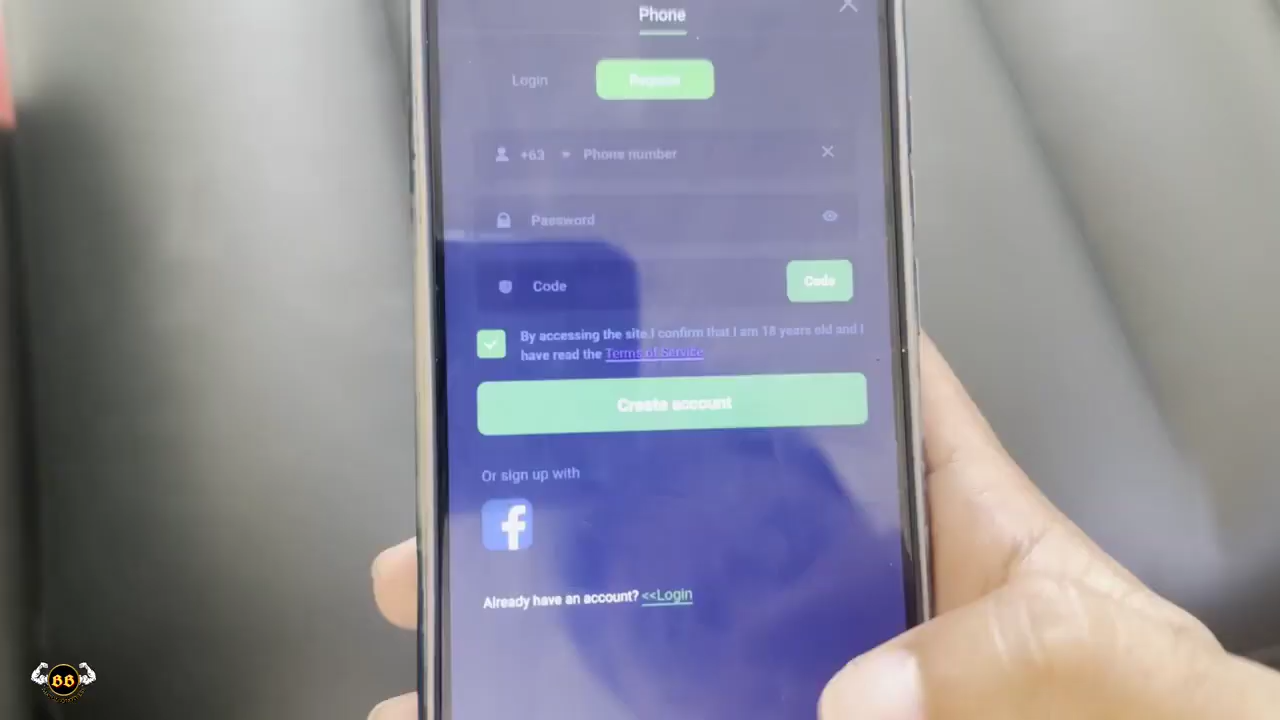 Phone
Login
Register
+63
Phone number
Password
Code
Code
By accessing the site.I confirm that I am 18 years old and I
have read the Terms of Service
Create account
Or sign up with
f
Already have an account? <<Login
BB